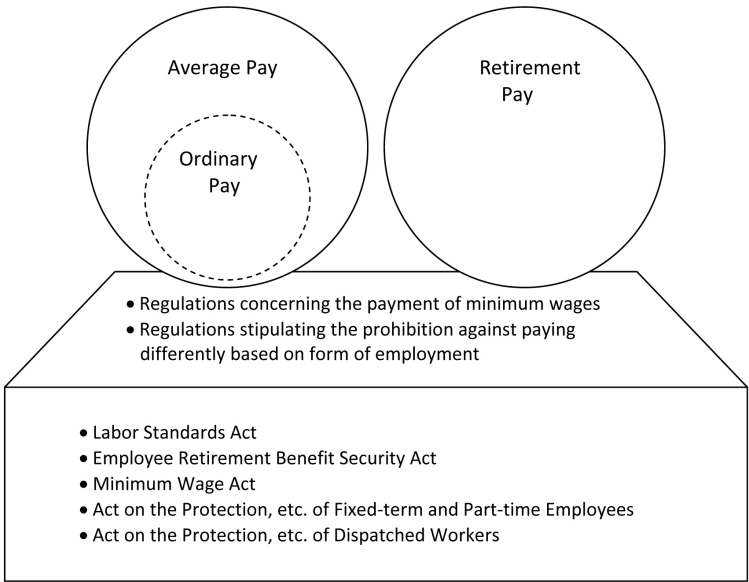 Average Pay
Ordinary
Pay
Retirement
Pay
• Regulations concerning the payment of minimum wages
• Regulations stipulating the prohibition against paying
differently based on form of employment
• Labor Standards Act
• Employee Retirement Benefit Security Act
• Minimum Wage Act
• Act on the Protection, etc. of Fixed-term and Part-time Employees
• Act on the Protection, etc. of Dispatched Workers